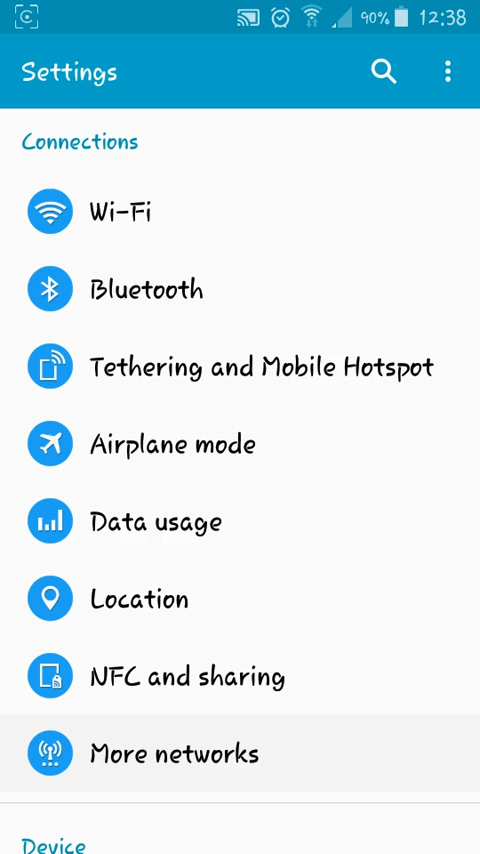 90% 12:38
Settings
Connections
Wi-Fi
Bluetooth
Tethering and Mobile Hotspot
Airplane mode
Data usage
Location
NFC and sharing
More networks
Device